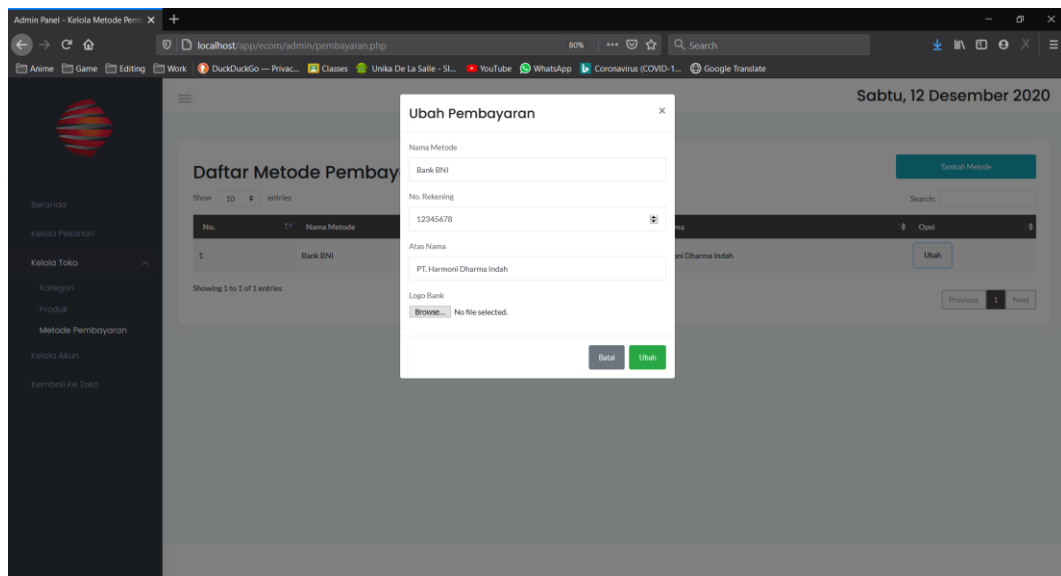 Admin Panel - Kelola Metode Pem
localhost/app/ecom/admin/pembayaran.php
80%
Search
Anime
Game
Editing
Work
DuckDuckGo — Privac...
Classes
Unika De La Salle - SI...
YouTube
WhatsApp
Coronavirus (COVID-1...
Google Translate
Sabtu, 12 Desember 2020
Beranda
Kelola Pesanan
Kelola Toko
Kategori
Produk
Metode Pembayaran
Kelola Akun
Kembali Ke Toko
Daftar Metode Pembay
Tambah Metode
Show 10 entries
Search:
No. Nama Metode ma Opsi
1 Bank BNI oni Dharma Indah Ubah
Showing 1 to 1 of 1 entries
Previous 1 Next
Ubah Pembayaran
×
Nama Metode
Bank BNI
No. Rekening
12345678
Atas Nama
PT. Harmoni Dharma Indah
Logo Bank
Browse... No file selected.
Batal Ubah